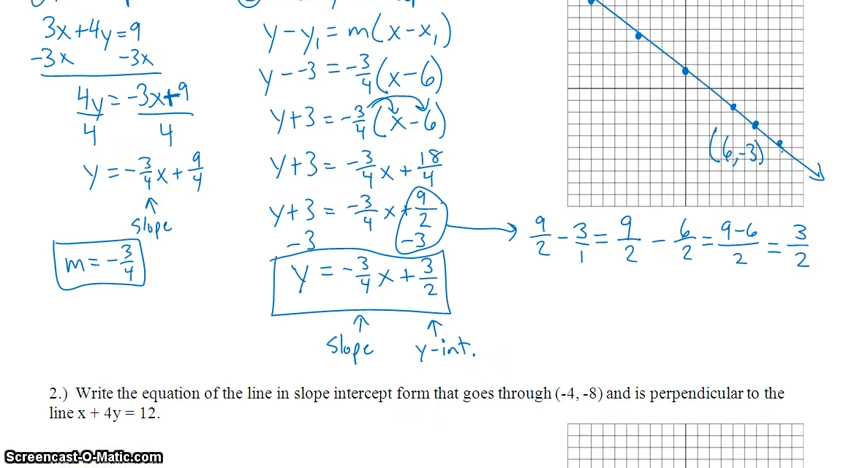 3x+4y=9
-3x -3x
4y = -3x+9
4 4
y = -3/4x + 9/4
↑
slope
m = -3/4
y - y₁ = m(x - x₁)
y - -3 = -3/4(x - 6)
y + 3 = -3/4(x - 6)
y + 3 = -3/4x + 18/4
y + 3 = -3/4x + 9/2
-3 -3
y = -3/4x + 3/2
↑ ↑
slope y-int.
(6,-3)
9/2 - 3/1 = 9/2 - 6/2 = 9-6/2 = 3/2
2.) Write the equation of the line in slope intercept form that goes through (-4, -8) and is perpendicular to the
line x + 4y = 12.
Screencast-O-Matic.com